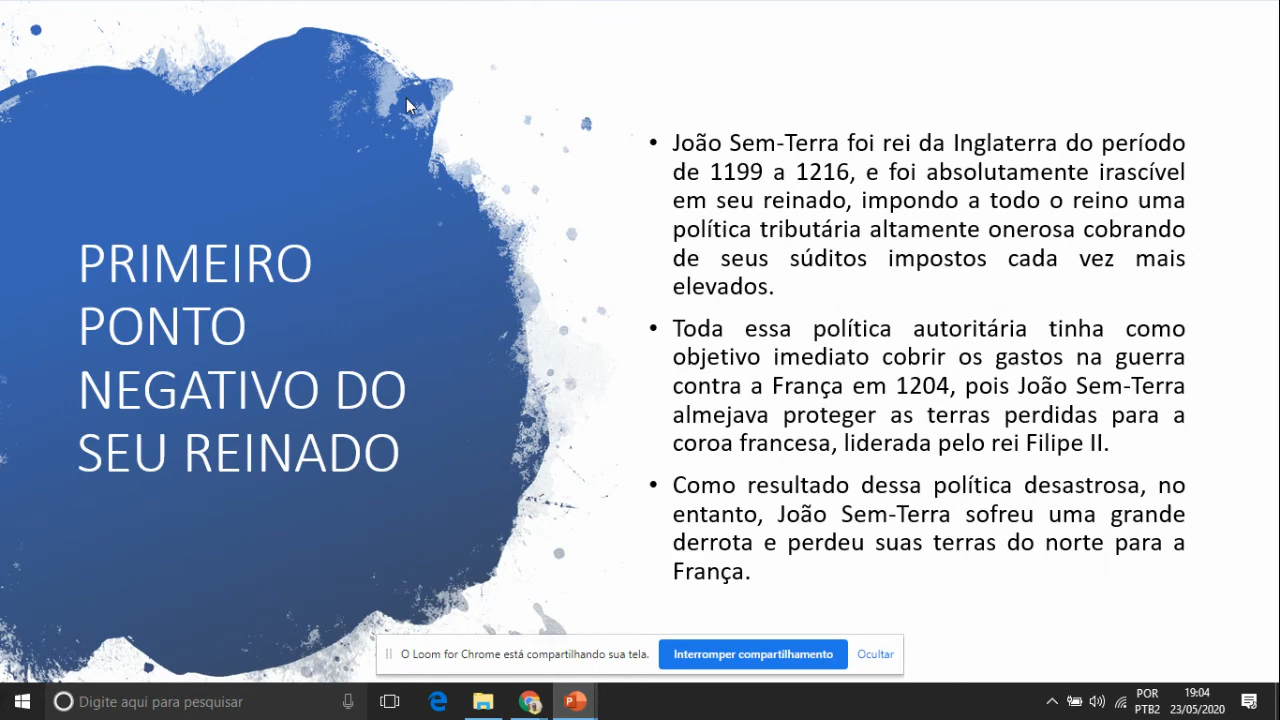 PRIMEIRO
PONTO
NEGATIVO DO
SEU REINADO
• João Sem-Terra foi rei da Inglaterra do período
de 1199 a 1216, e foi absolutamente irascível
em seu reinado, impondo a todo o reino uma
política tributária altamente onerosa cobrando
de seus súditos impostos cada vez mais
elevados.
• Toda essa política autoritária tinha como
objetivo imediato cobrir os gastos na guerra
contra a França em 1204, pois João Sem-Terra
almejava proteger as terras perdidas para a
coroa francesa, liderada pelo rei Filipe II.
• Como resultado dessa política desastrosa, no
entanto, João Sem-Terra sofreu uma grande
derrota e perdeu suas terras do norte para a
França.
O Loom for Chrome está compartilhando sua tela.
Interromper compartilhamento
Ocultar
Digite aqui para pesquisar
POR
PTB2
19:04
23/05/2020